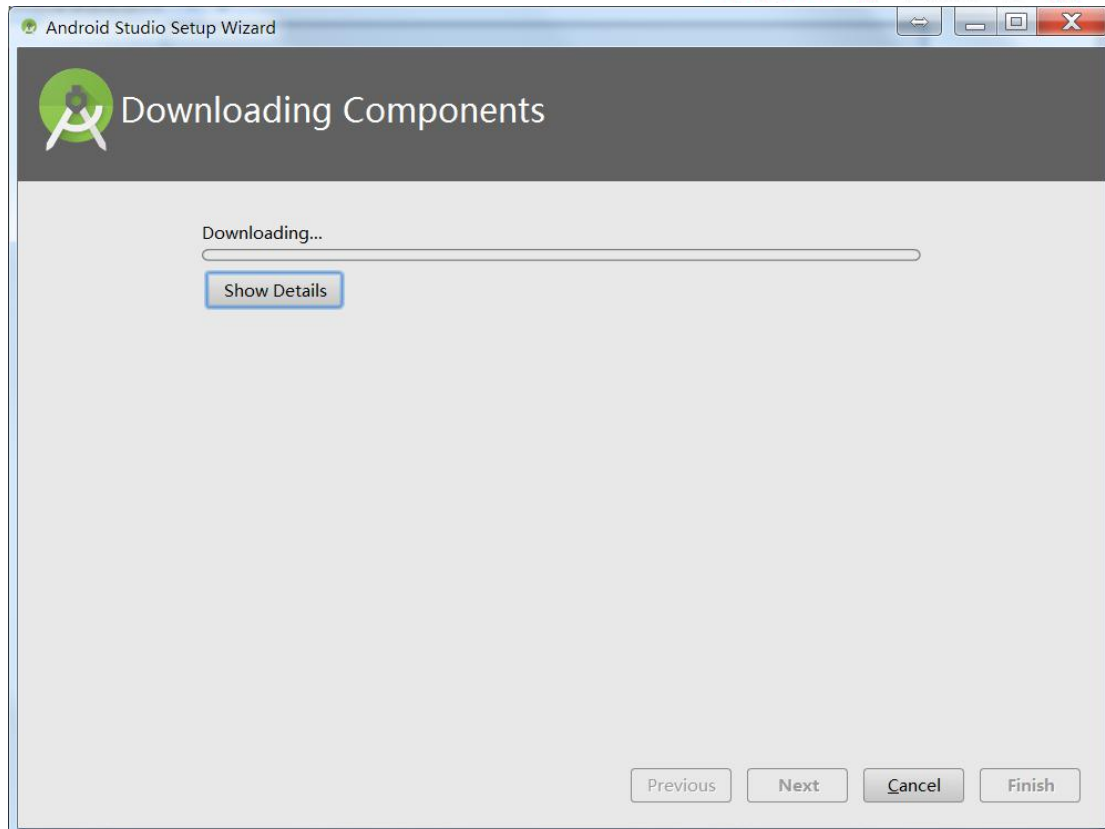 Android Studio Setup Wizard
Downloading Components
Downloading...
Show Details
Previous Next Cancel Finish